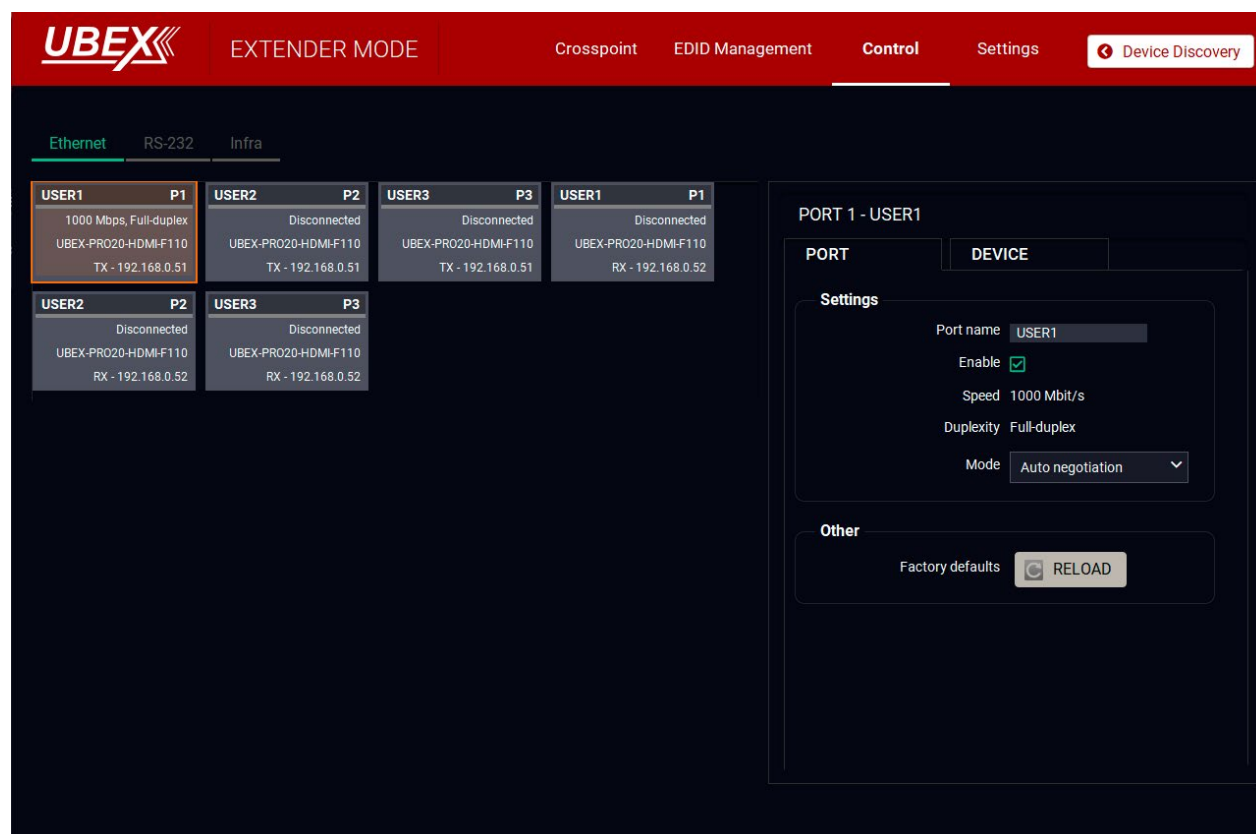 UBEX EXTENDER MODE Crosspoint EDID Management Control Settings Device Discovery
Ethernet RS-232 Infra
USER1 P1
1000 Mbps, Full-duplex
UBEX-PRO20-HDMI-F110
TX - 192.168.0.51
USER2 P2
Disconnected
UBEX-PRO20-HDMI-F110
TX - 192.168.0.51
USER3 P3
Disconnected
UBEX-PRO20-HDMI-F110
TX - 192.168.0.51
USER1 P1
Disconnected
UBEX-PRO20-HDMI-F110
RX - 192.168.0.52
USER2 P2
Disconnected
UBEX-PRO20-HDMI-F110
RX - 192.168.0.52
USER3 P3
Disconnected
UBEX-PRO20-HDMI-F110
RX - 192.168.0.52
PORT 1 - USER1
PORT DEVICE
Settings
Port name USER1
Enable
Speed 1000 Mbit/s
Duplexity Full-duplex
Mode Auto negotiation
Other
Factory defaults RELOAD